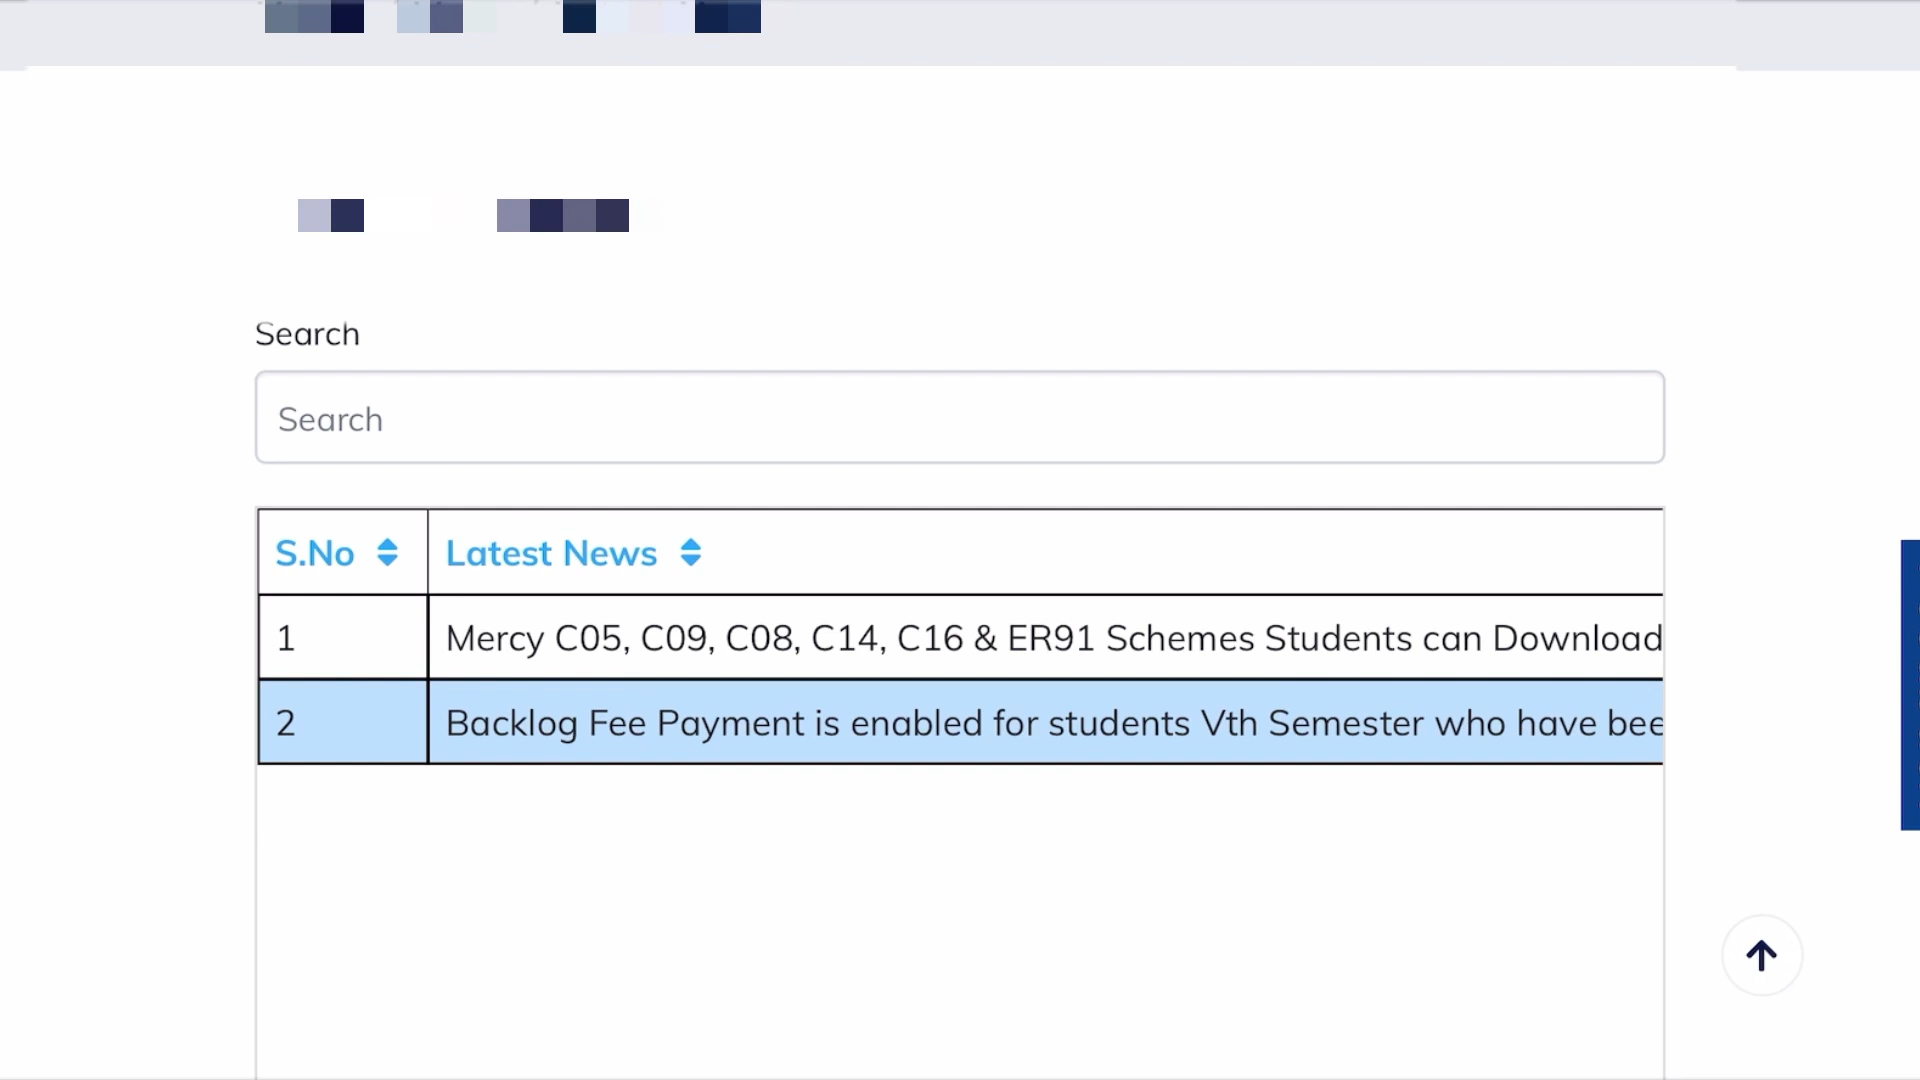 Search
Search
S.No Latest News
1 Mercy C05, C09, C08, C14, C16 & ER91 Schemes Students can Download
2 Backlog Fee Payment is enabled for students Vth Semester who have bee